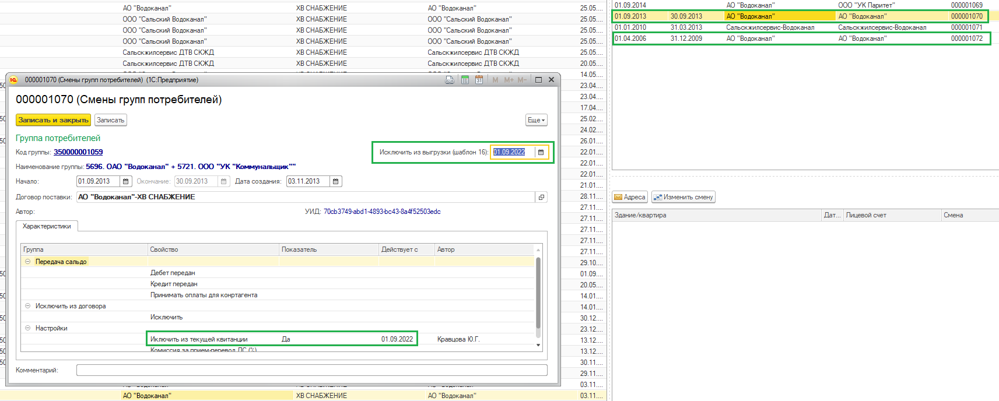 АО "Водоканал" ХВ СНАБЖЕНИЕ АО "Водоканал" 25.05....
ООО "Сальский Водоканал" ХВ СНАБЖЕНИЕ ООО "Сальский Водоканал" 25.05....
ООО "Сальский Водоканал" ХВ СНАБЖЕНИЕ ООО "Сальский Водоканал" 25.05....
ООО "Сальский Водоканал" ХВ СНАБЖЕНИЕ ООО "Сальский Водоканал" 25.05....
Сальскжилсервис ДТВ СКЖД ХВ СНАБЖЕНИЕ Сальскжилсервис ДТВ СКЖД 25.05....
Сальскжилсервис ДТВ СКЖД ХВ СНАБЖЕНИЕ Сальскжилсервис ДТВ СКЖД 20.05....
14.05....
23.04....
23.04....
17.04....
25.02....
24.02....
26.01....
22.01....
22.01....
22.01....
21.01....
28.11....
27.11....
27.11....
27.11....
27.11....
27.11....
29.10....
01.09....
20.05....
14.01....
14.01....
30.12....
23.12....
13.12....
13.12....
30.11....
29.11....
03.11....
АО "Водоканал" ХВ СНАБЖЕНИЕ АО "Водоканал" 03.11....
000001070 (Смены групп потребителей) (1С:Предприятие)
M M+ M-
000001070 (Смены групп потребителей)
Записать и закрыть Записать Еще
Группа потребителей
Код группы: 350000001059 Исключить из выгрузки (шаблон 16): 01.09.2022
Наименование группы: 5696. ОАО "Водоканал" + 5721. ООО "УК "Коммунальщик""
Начало: 01.09.2013 Окончание: 30.09.2013 Дата создания: 03.11.2013
Договор поставки: АО "Водоканал"-ХВ СНАБЖЕНИЕ
Автор: УИД: 70cb3749-abd1-4893-bc43-8a4f52503edc
Характеристики
Группа Свойство Показатель Действует с Автор
Передача сальдо
Дебет передан
Кредит передан
Принимать оплаты для конртагента
Исключить из договора
Исключить
Настройки
Иключить из текущей квитанции Да 01.09.2022 Кравцова Ю.Г.
Комиссия за прием-перевод ДС (%)
Комментарий:
01.09.2014 АО "Водоканал" ООО "УК Паритет" 000001069
01.09.2013 30.09.2013 АО "Водоканал" АО "Водоканал" 000001070
01.01.2010 31.03.2013 Сальскжилсервис-Водоканал Сальскжилсервис-Водоканал 000001071
01.04.2006 31.12.2009 АО "Водоканал" АО "Водоканал" 000001072
Адреса Изменить смену
Здание/квартира Дат... Лицевой счет Смена